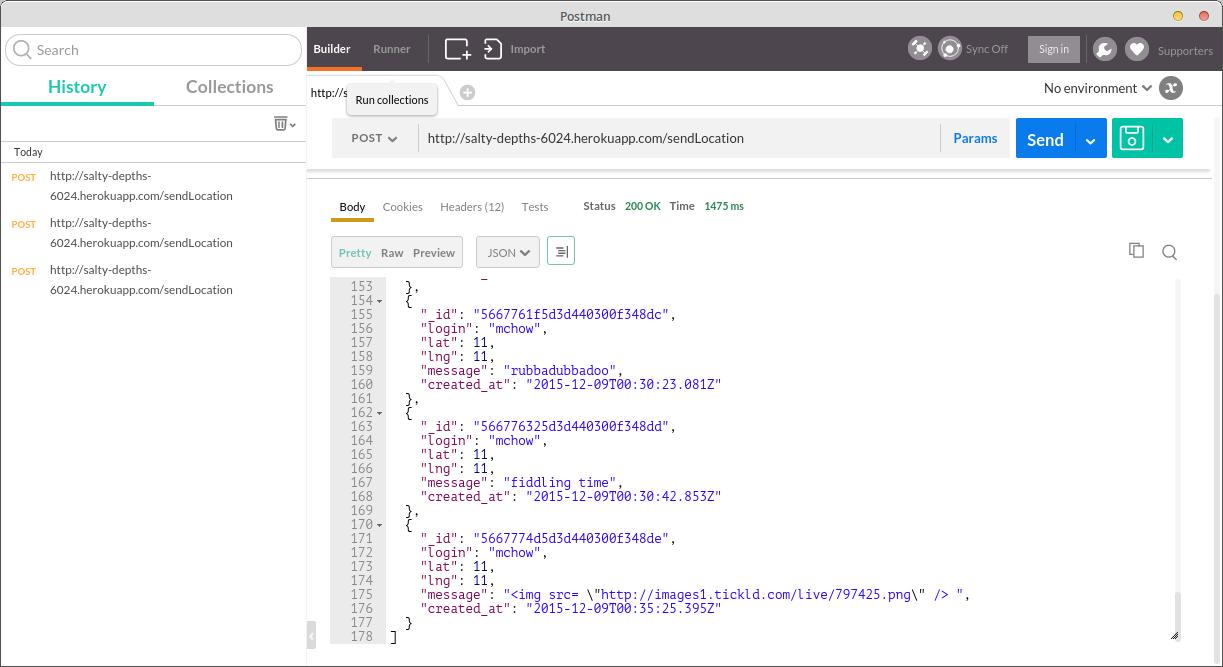 Postman
Search
Builder
Runner
Import
Sync Off
Sign in
Supporters
History
Collections
http://s
Run collections
No environment
POST
http://salty-depths-6024.herokuapp.com/sendLocation
Params
Send
Today
POST
http://salty-depths-
6024.herokuapp.com/sendLocation
POST
http://salty-depths-
6024.herokuapp.com/sendLocation
POST
http://salty-depths-
6024.herokuapp.com/sendLocation
Body
Cookies
Headers (12)
Tests
Status 200 OK Time 1475 ms
Pretty
Raw
Preview
JSON
153 },
154 {
155 "_id": "5667761f5d3d440300f348dc",
156 "login": "mchow",
157 "lat": 11,
158 "lng": 11,
159 "message": "rubbadubbadoo",
160 "created_at": "2015-12-09T00:30:23.081Z"
161 },
162 {
163 "_id": "566776325d3d440300f348dd",
164 "login": "mchow",
165 "lat": 11,
166 "lng": 11,
167 "message": "fiddling time",
168 "created_at": "2015-12-09T00:30:42.853Z"
169 },
170 {
171 "_id": "5667774d5d3d440300f348de",
172 "login": "mchow",
173 "lat": 11,
174 "lng": 11,
175 "message": "<img src= \"http://images1.tickld.com/live/797425.png\" /> ",
176 "created_at": "2015-12-09T00:35:25.395Z"
177 }
178 ]